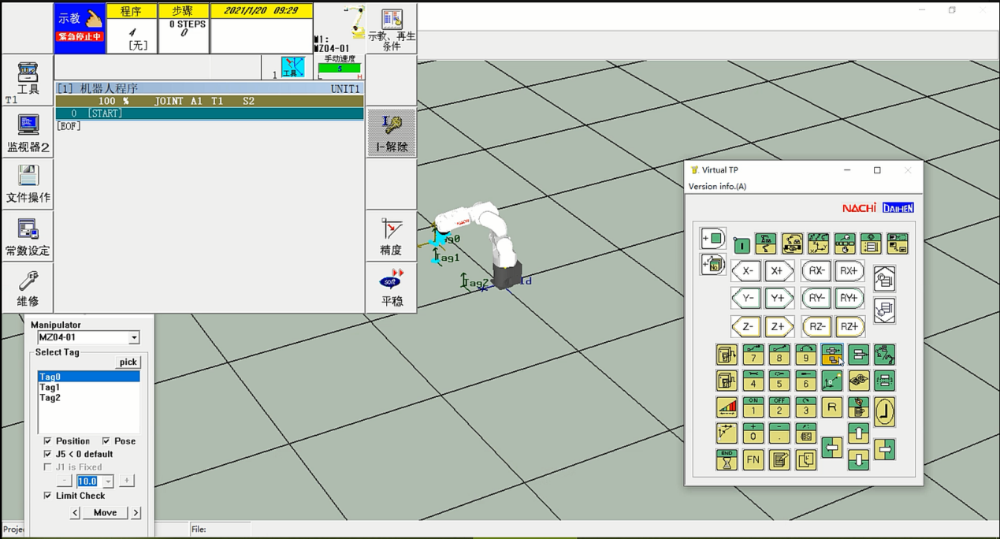 示教
紧急停止中
程序
4
[无]
步骤
0 STEPS
0
2021/1/20 09:29
M1:
MZ04-01
示教、再生
条件
1
工具
手动速度
5
L
H
工具
T1
[1] 机器人程序
UNIT1
100 % JOINT A1 T1 S2
0 [START]
[EOF]
监视器2
I-解除
文件操作
常数设定
精度
维修
soft
平稳
NACHI
Tag1
Tag2
Manipulator
MZ04-01
Select Tag
pick
Tag0
Tag1
Tag2
Position
Pose
J5 < 0 default
J1 is Fixed
-
10.0
+
Limit Check
<
Move
>
File:
Virtual TP
Version info.(A)
NACHI DAIHEN
X- X+ RX- RX+
Y- Y+ RY- RY+
Z- Z+ RZ- RZ+
7 8 9
4 5 6
ON OFF
1 2 3 R
+ -
0 . BS
END
FN